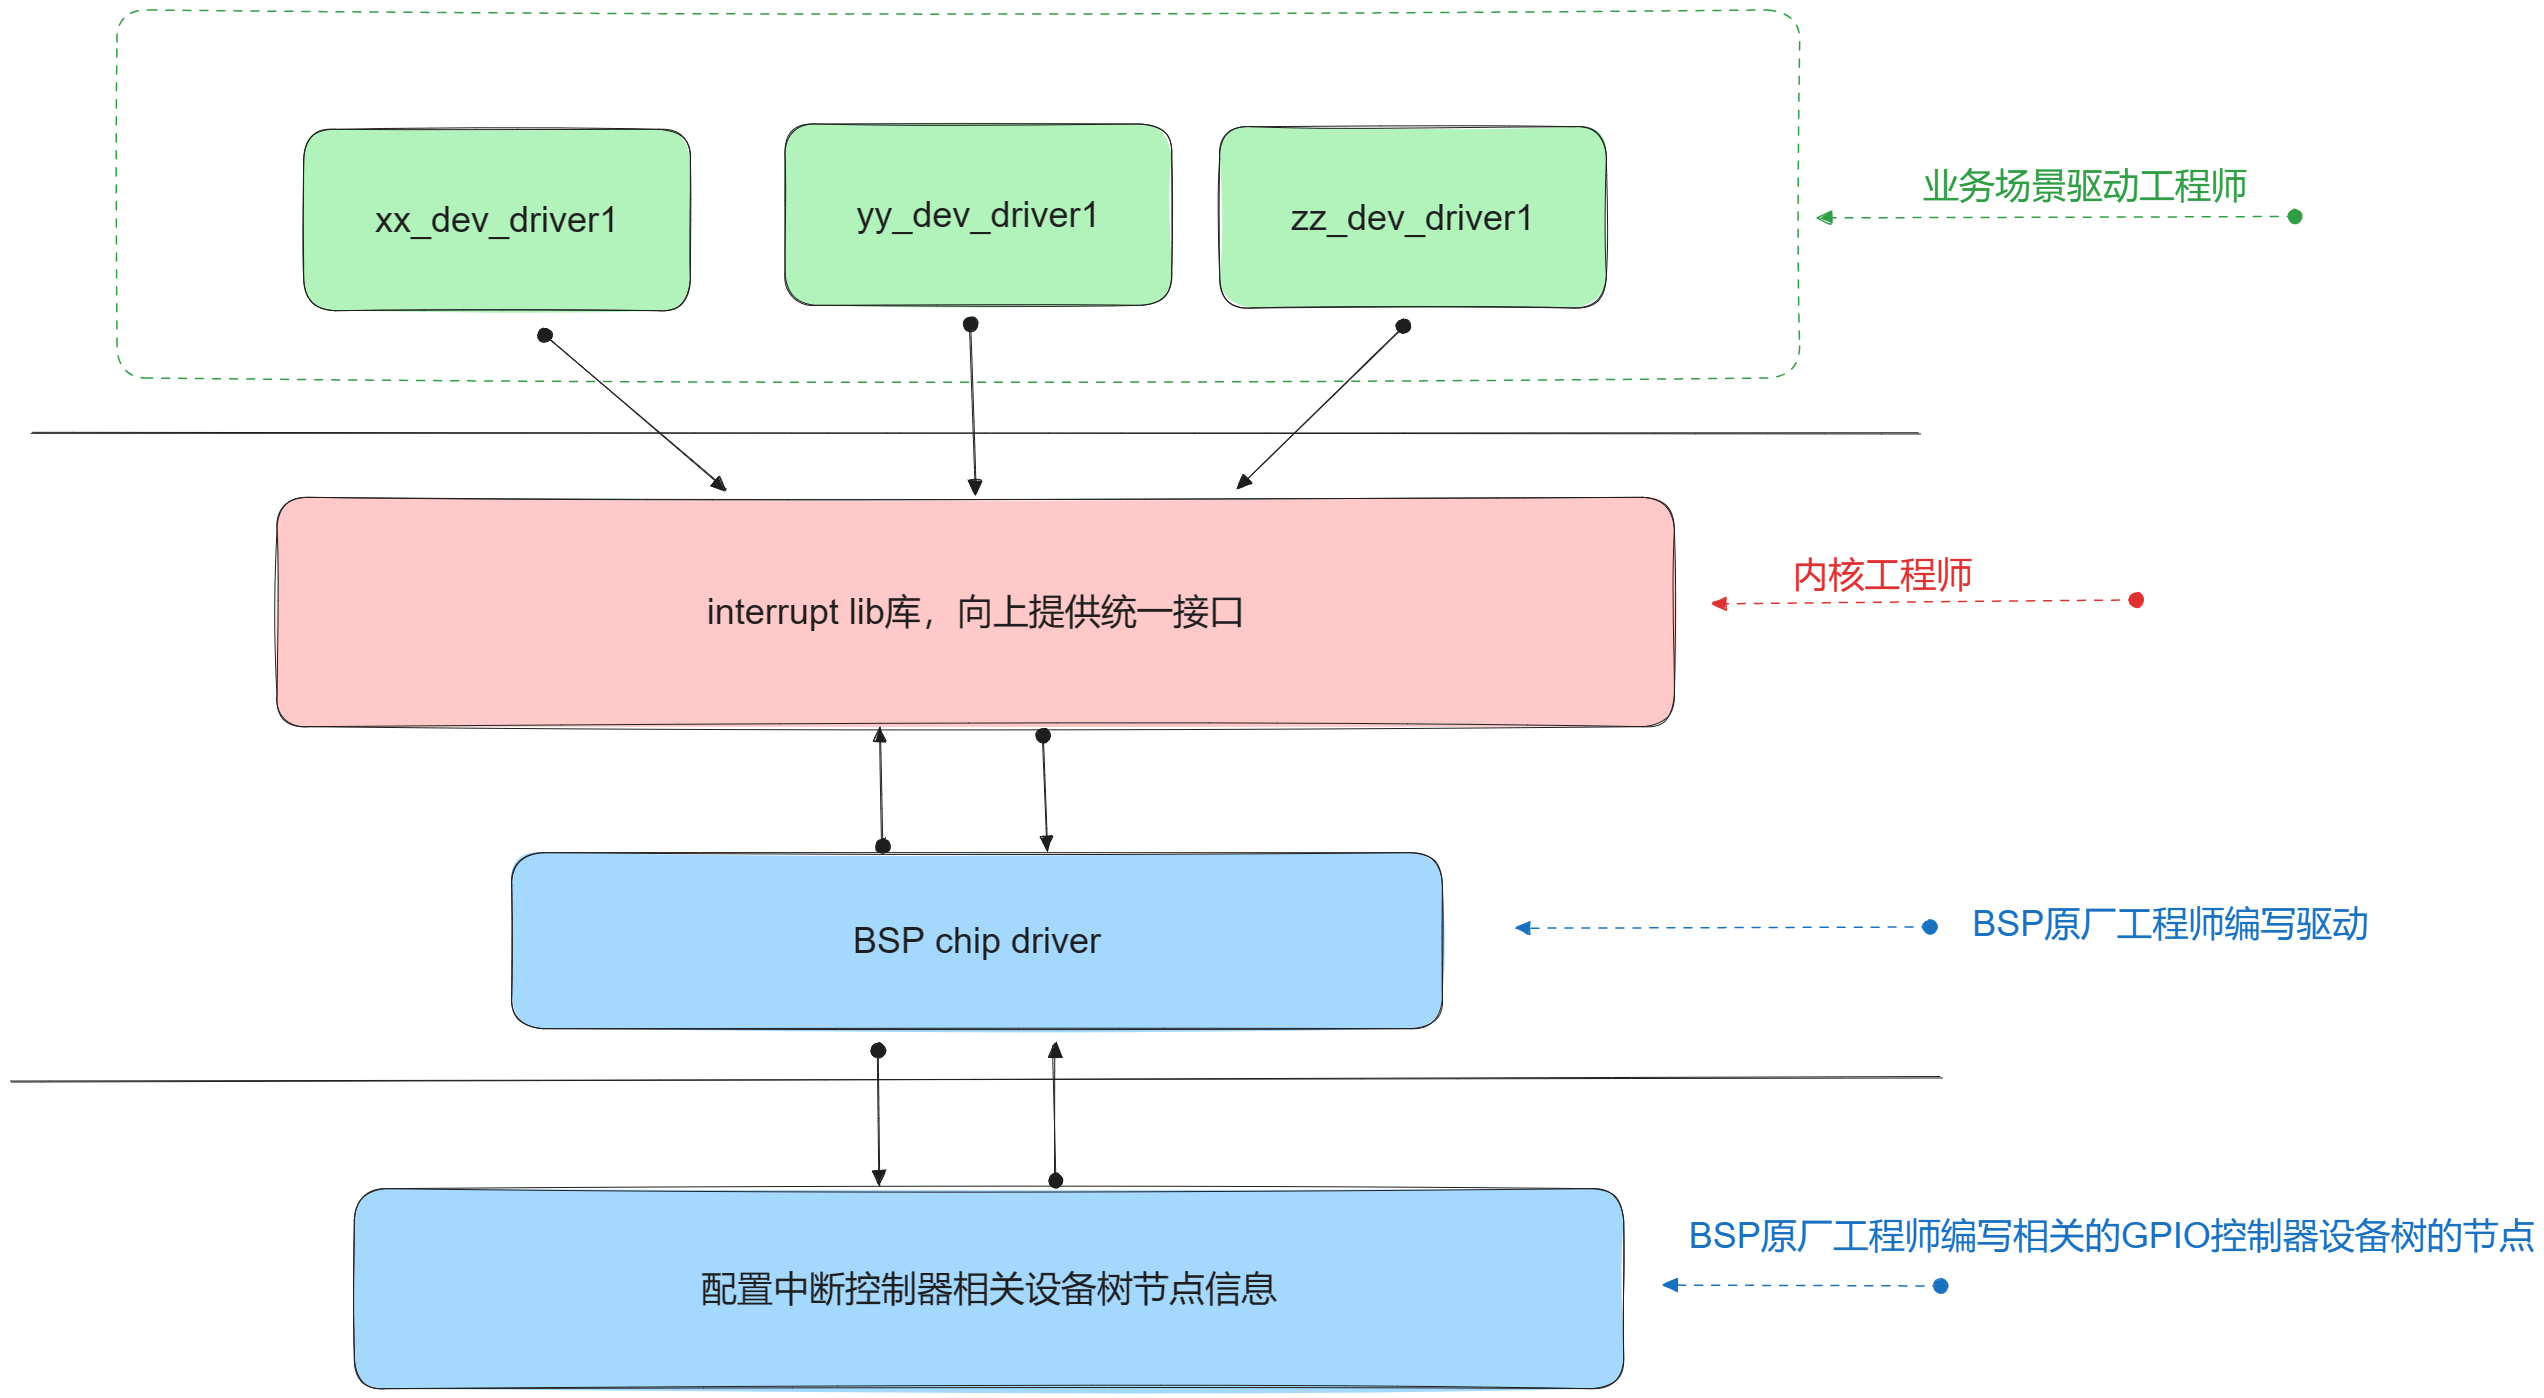 xx_dev_driver1
yy_dev_driver1
zz_dev_driver1
业务场景驱动工程师
interrupt lib库，向上提供统一接口
内核工程师
BSP chip driver
BSP原厂工程师编写驱动
配置中断控制器相关设备树节点信息
BSP原厂工程师编写相关的GPIO控制器设备树的节点